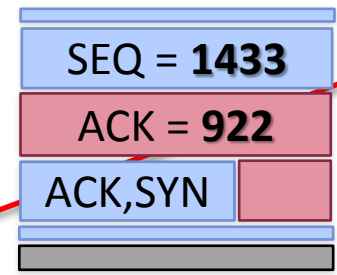 SEQ = 1433
ACK = 922
ACK,SYN